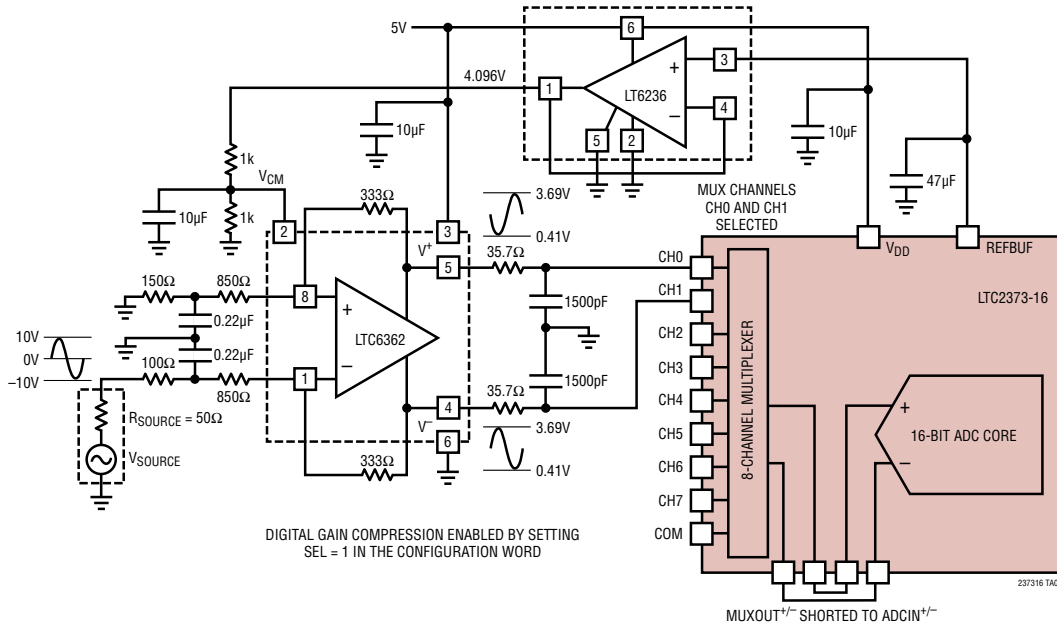 5V
6
3
4.096V
1
+
LT6236
–
4
5
2
10µF
10µF
1k
VCM
10µF
1k
333Ω
2
3
V+
3.69V
0.41V
MUX CHANNELS
CH0 AND CH1
SELECTED
47µF
VDD
REFBUF
5
35.7Ω
CH0
CH1
CH2
CH3
CH4
CH5
CH6
CH7
COM
8-CHANNEL MULTIPLEXER
LTC2373-16
+
16-BIT ADC CORE
–
150Ω
850Ω
8
+
0.22µF
LTC6362
1500pF
10V
0V
–10V
100Ω
0.22µF
1
–
1500pF
850Ω
35.7Ω
4
V–
6
RSOURCE = 50Ω
VSOURCE
333Ω
3.69V
0.41V
DIGITAL GAIN COMPRESSION ENABLED BY SETTING
SEL = 1 IN THE CONFIGURATION WORD
MUXOUT+/– SHORTED TO ADCIN+/–